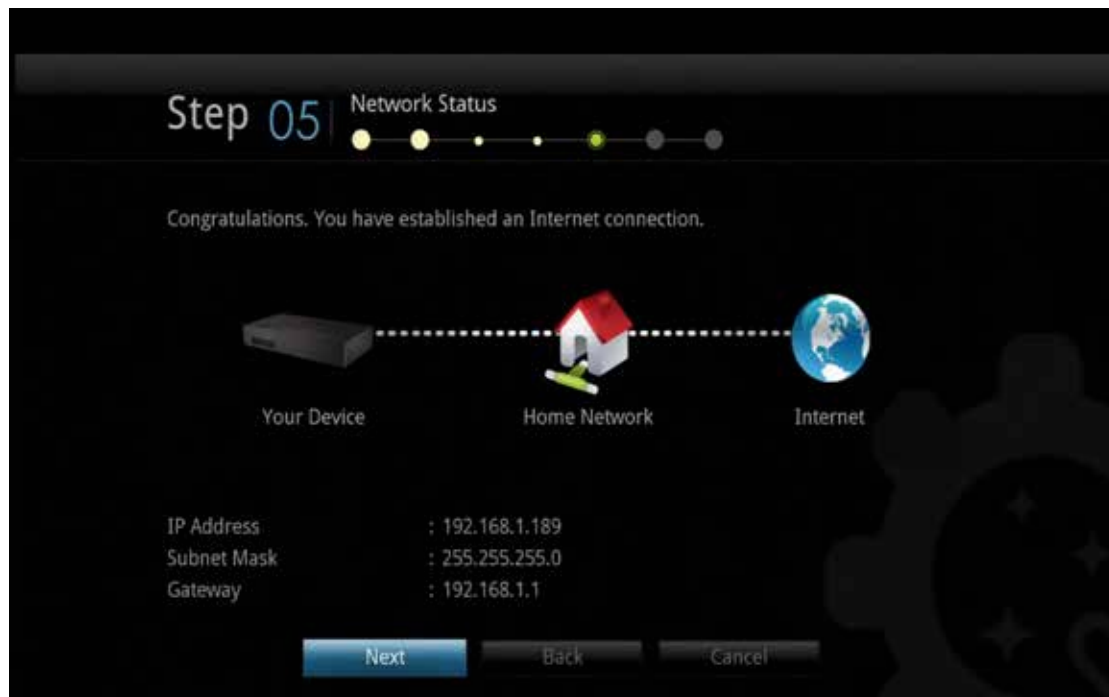 Step 05
Network Status
Congratulations. You have established an Internet connection.
Your Device
Home Network
Internet
IP Address : 192.168.1.189
Subnet Mask : 255.255.255.0
Gateway : 192.168.1.1
Next Back Cancel